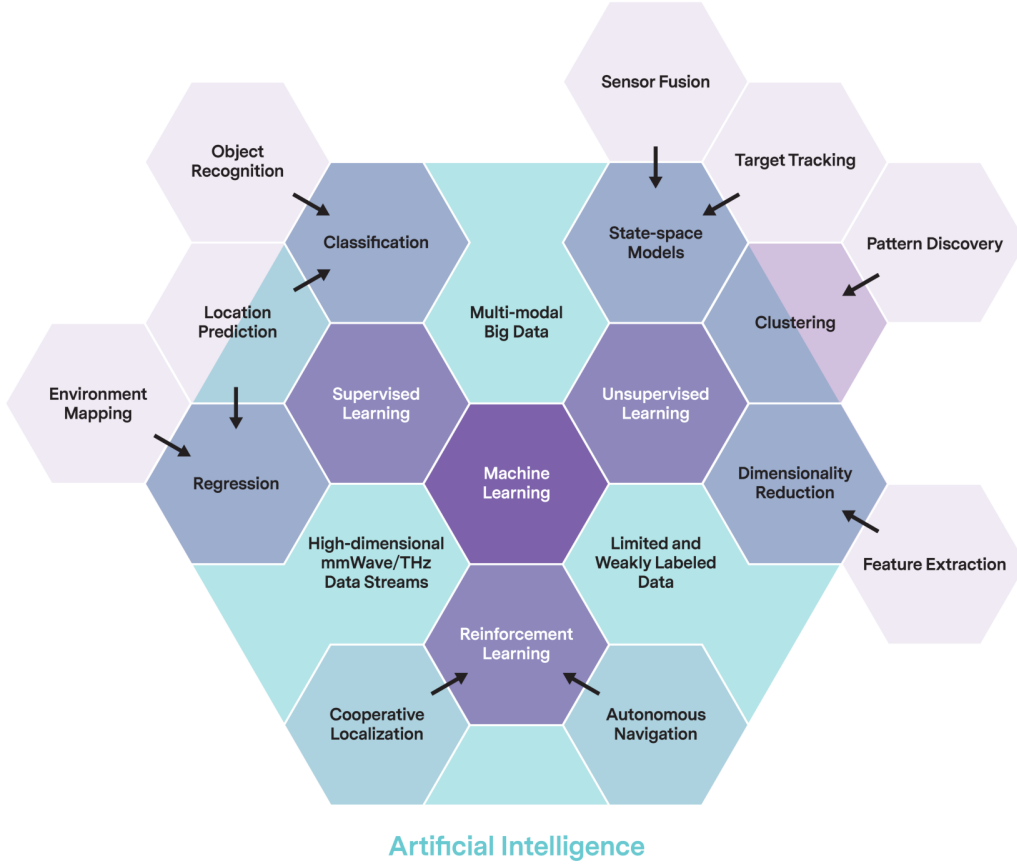 Sensor Fusion
Object
Recognition
Target Tracking
Classification
State-space
Models
Pattern Discovery
Location
Prediction
Multi-modal
Big Data
Clustering
Environment
Mapping
Supervised
Learning
Unsupervised
Learning
Regression
Machine
Learning
Dimensionality
Reduction
High-dimensional
mmWave/THz
Data Streams
Limited and
Weakly Labeled
Data
Feature Extraction
Reinforcement
Learning
Cooperative
Localization
Autonomous
Navigation
Artificial Intelligence